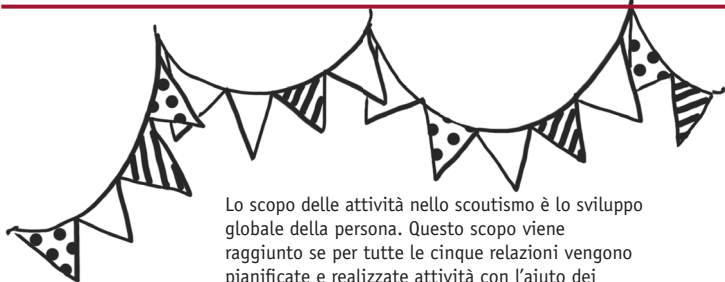 Lo scopo delle attività nello scoutismo è lo sviluppo
globale della persona. Questo scopo viene
raggiunto se per tutte le cinque relazioni vengono
pianificate e realizzate attività con l'aiuto dei